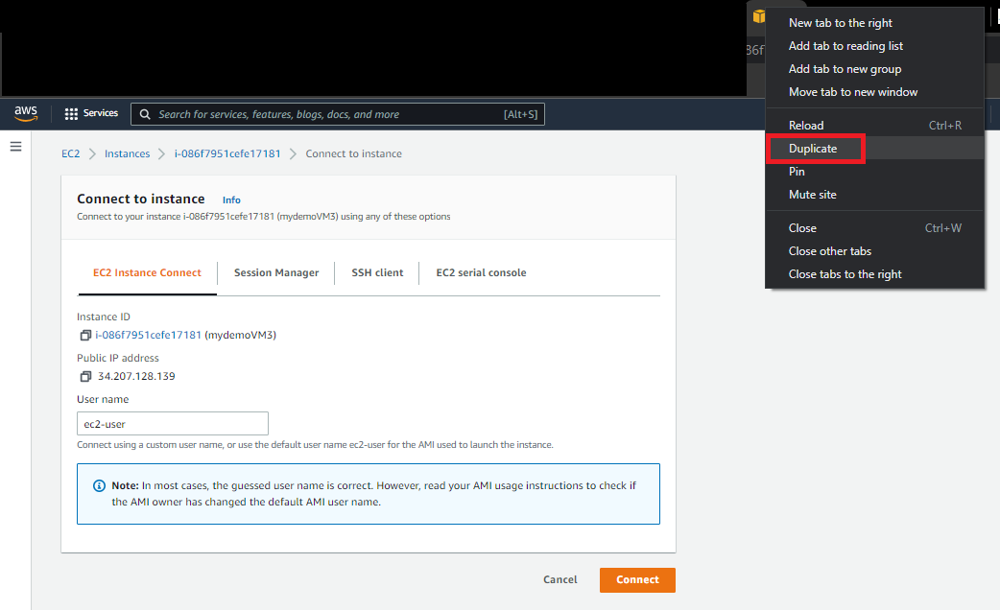 New tab to the right
Add tab to reading list
Add tab to new group
Move tab to new window
Reload Ctrl+R
Duplicate
Pin
Mute site
Close Ctrl+W
Close other tabs
Close tabs to the right
aws
Services
Search for services, features, blogs, docs, and more [Alt+S]
EC2 > Instances > i-086f7951cefe17181 > Connect to instance
Connect to instance Info
Connect to your instance i-086f7951cefe17181 (mydemoVM3) using any of these options
EC2 Instance Connect Session Manager SSH client EC2 serial console
Instance ID
i-086f7951cefe17181 (mydemoVM3)
Public IP address
34.207.128.139
User name
ec2-user
Connect using a custom user name, or use the default user name ec2-user for the AMI used to launch the instance.
Note: In most cases, the guessed user name is correct. However, read your AMI usage instructions to check if
the AMI owner has changed the default AMI user name.
Cancel Connect